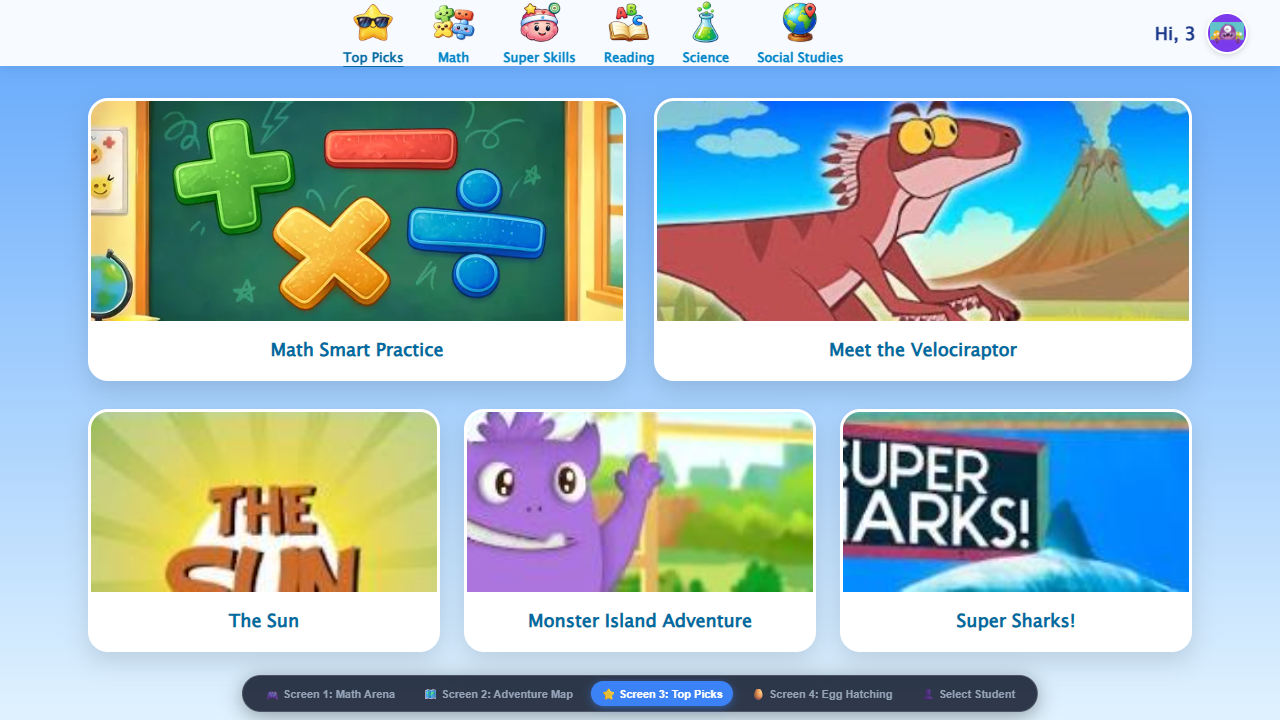 Top Picks
Math
Super Skills
A B C
Reading
Science
Social Studies
Hi, 3
Math Smart Practice
Meet the Velociraptor
THE
SUN
The Sun
Monster Island Adventure
SUPER
ARKS!
Super Sharks!
Screen 1: Math Arena
Screen 2: Adventure Map
Screen 3: Top Picks
Screen 4: Egg Hatching
Select Student